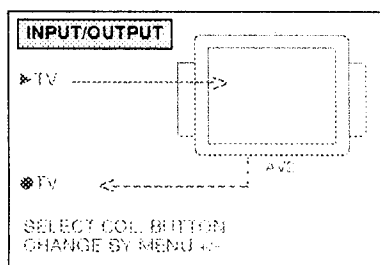 INPUT/OUTPUT
TV
AV2
TV
SELECT COL. BUTTON
CHANGE BY MENU +/-